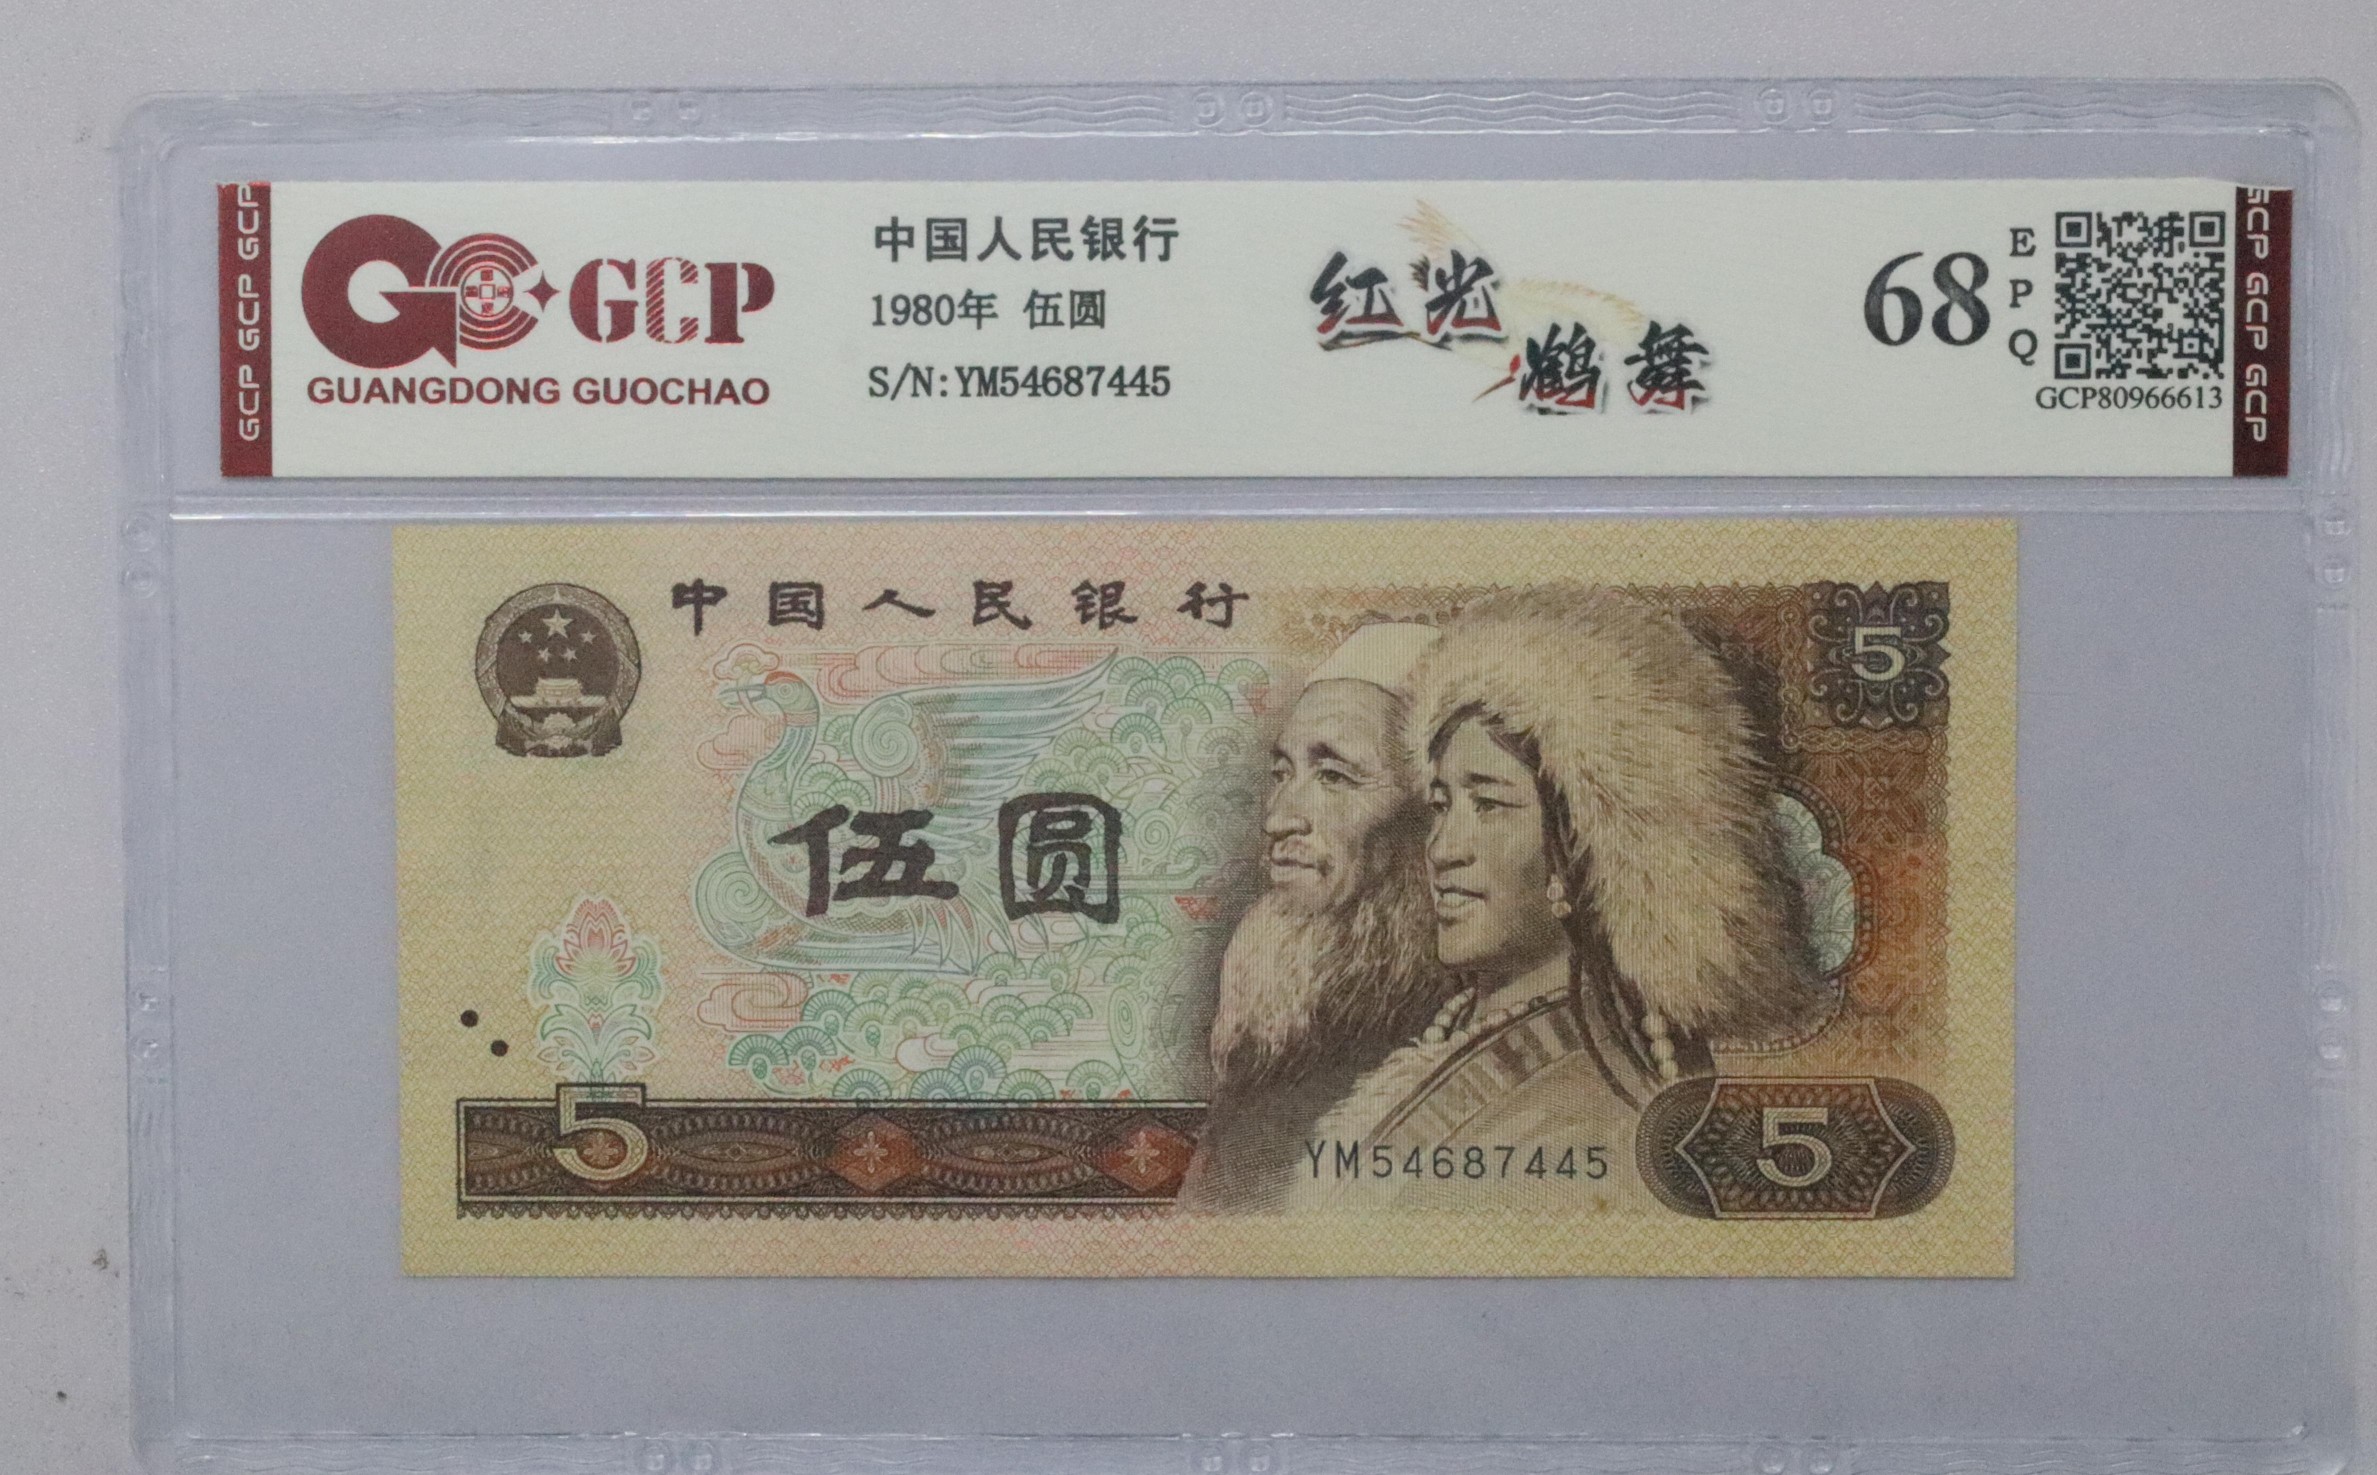 GCP GCP GCP
GCP
GUANGDONG GUOCHAO
中国人民银行
1980年 伍圆
S/N:YM54687445
红光
鹤舞
68
EPQ
GCP80966613
GCP GCP GCP
中国人民银行
5
伍圆
5
YM54687445
5